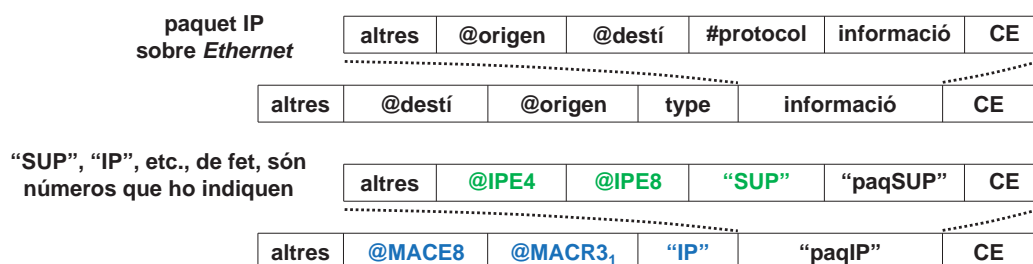 paquet IP
sobre Ethernet
altres @origen @destí #protocol informació CE
altres @destí @origen type informació CE
“SUP”, “IP”, etc., de fet, són
números que ho indiquen
altres @IPE4 @IPE8 “SUP” “paqSUP” CE
altres @MACE8 @MACR3₁ “IP” “paqIP” CE